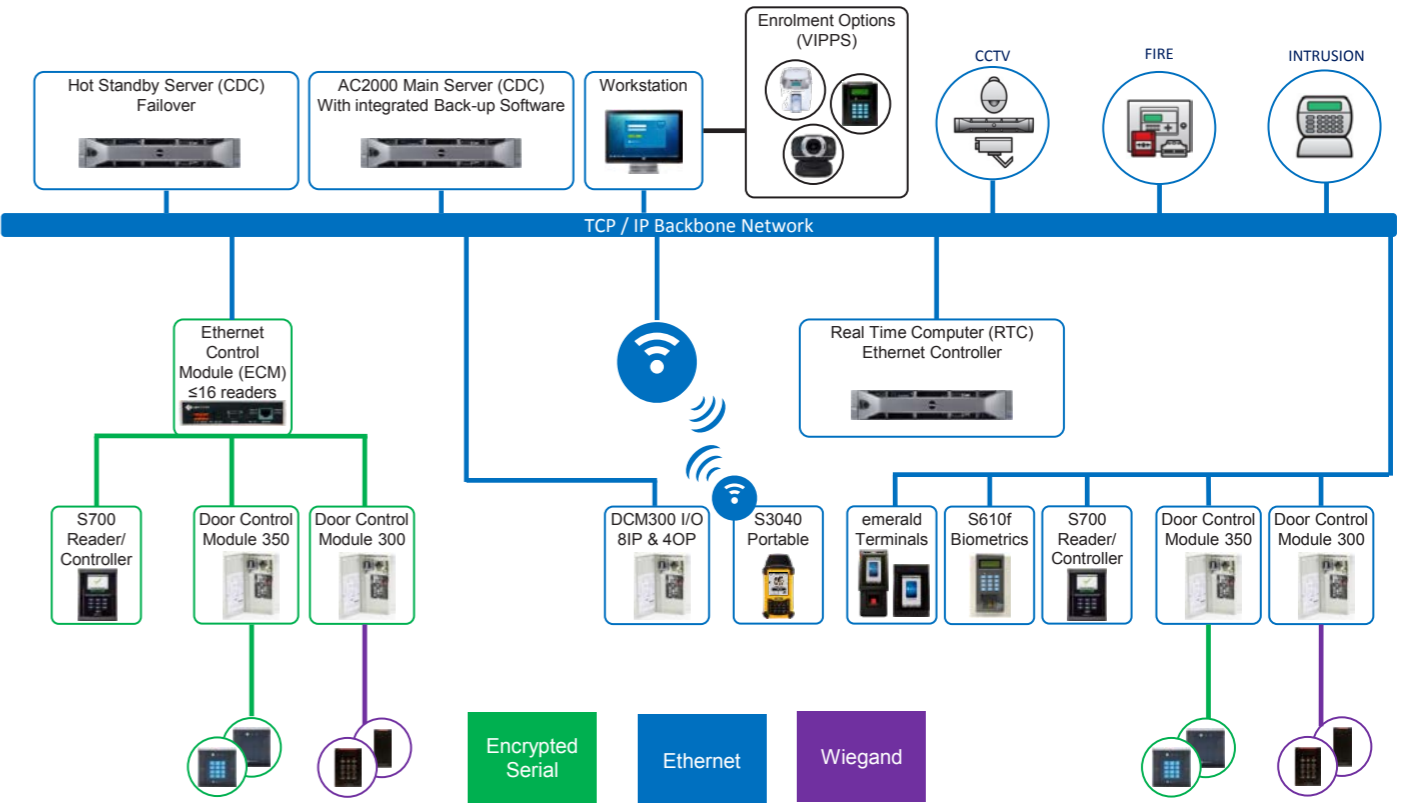 Enrolment Options
(VIPPS)
CCTV
FIRE
INTRUSION
Hot Standby Server (CDC)
Failover
AC2000 Main Server (CDC)
With integrated Back-up Software
Workstation
TCP / IP Backbone Network
Ethernet
Control
Module (ECM)
≤16 readers
Real Time Computer (RTC)
Ethernet Controller
S700
Reader/
Controller
Door Control
Module 350
Door Control
Module 300
DCM300 I/O
8IP & 4OP
S3040
Portable
emerald
Terminals
S610f
Biometrics
S700
Reader/
Controller
Door Control
Module 350
Door Control
Module 300
Encrypted
Serial
Ethernet
Wiegand